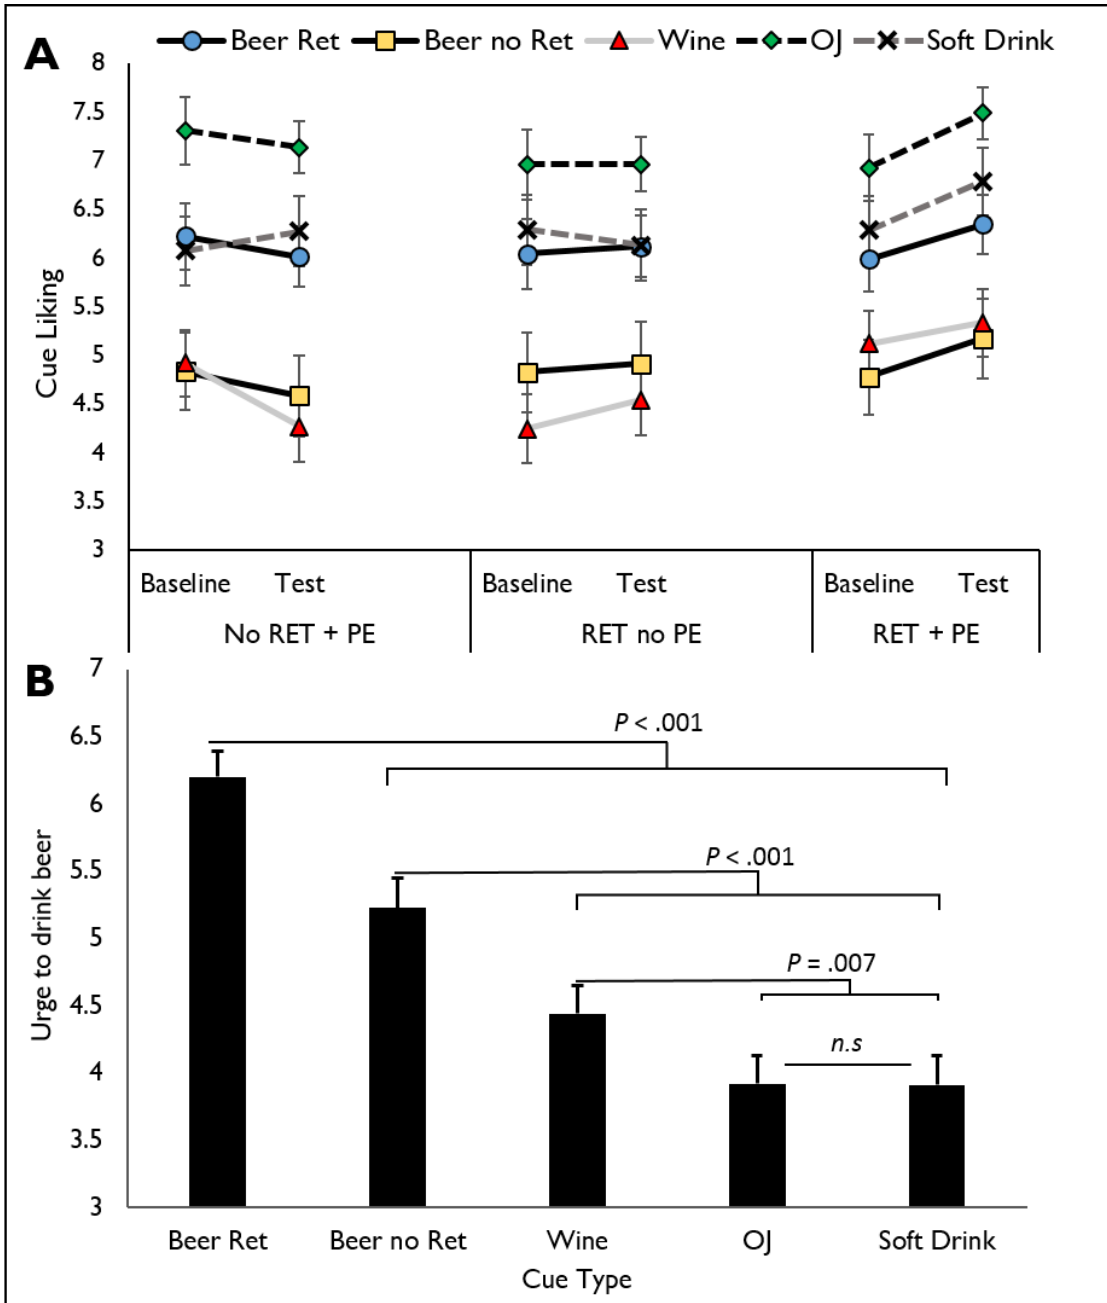 A
Beer Ret Beer no Ret Wine OJ Soft Drink
8
7.5
7
6.5
6
5.5
5
4.5
4
3.5
3
Cue Liking
Baseline Test Baseline Test Baseline Test
No RET + PE RET no PE RET + PE
B
7
6.5
6
5.5
5
4.5
4
3.5
3
Urge to drink beer
P < .001
P < .001
P = .007
n.s
Beer Ret Beer no Ret Wine OJ Soft Drink
Cue Type